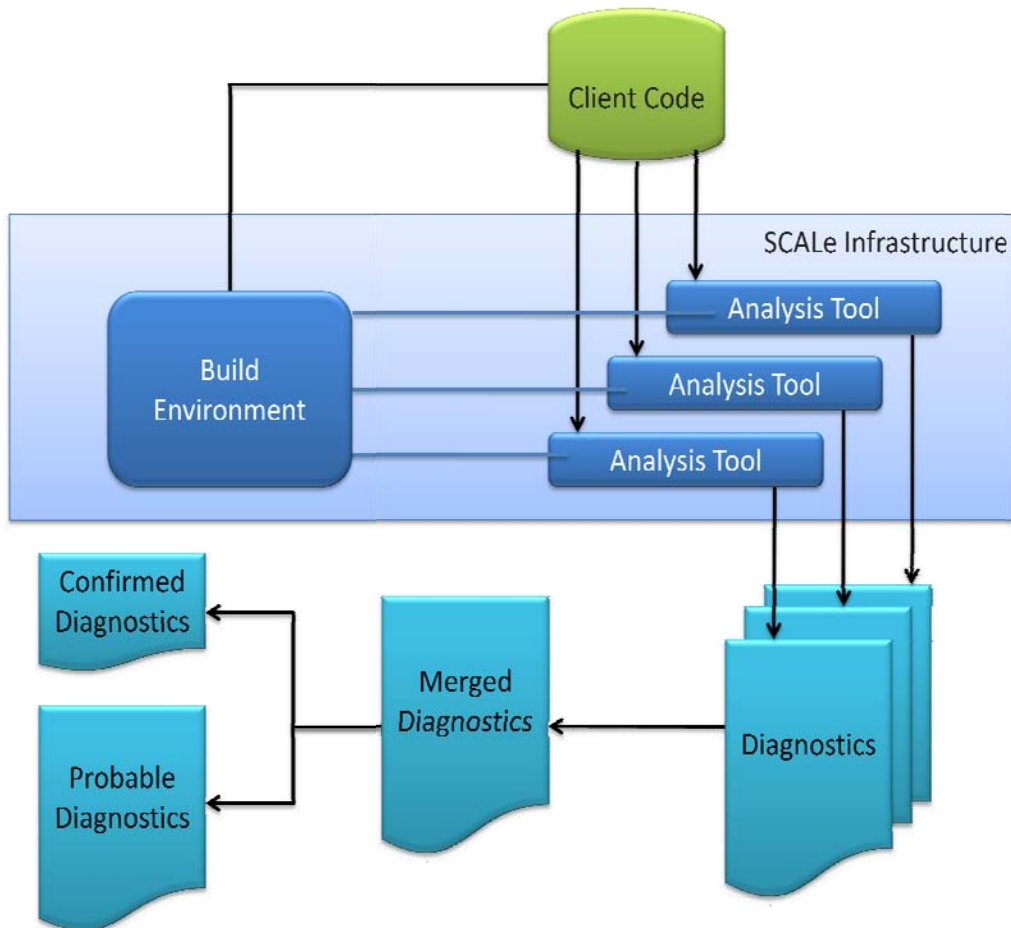 Client Code
SCALe Infrastructure
Analysis Tool
Build
Environment
Analysis Tool
Analysis Tool
Confirmed
Diagnostics
Merged
Diagnostics
Diagnostics
Probable
Diagnostics